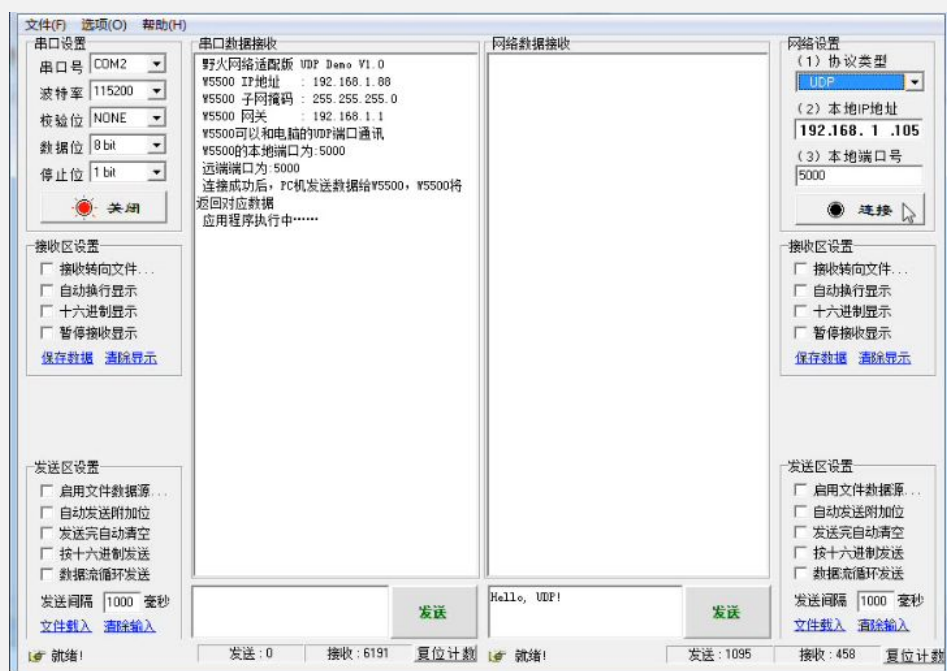 文件(F) 选项(O) 帮助(H)
串口设置
串口号 COM2
波特率 115200
校验位 NONE
数据位 8 bit
停止位 1 bit
关闭
接收区设置
接收转向文件...
自动换行显示
十六进制显示
暂停接收显示
保存数据 清除显示
发送区设置
启用文件数据源...
自动发送附加位
发送完自动清空
按十六进制发送
数据流循环发送
发送间隔 1000 毫秒
文件载入 清除输入
就绪!
串口数据接收
野火网络适配版 UDP Demo V1.0
W5500 IP地址 : 192.168.1.88
W5500 子网掩码 : 255.255.255.0
W5500 网关 : 192.168.1.1
W5500可以和电脑的UDP端口通讯
W5500的本地端口为:5000
远端端口为:5000
连接成功后，PC机发送数据给W5500，W5500将
返回对应数据
应用程序执行中……
发送
发送:0 接收:6191 复位计数
网络数据接收
Hello, UDP!
发送
就绪! 发送:1095 接收:458 复位计数
网络设置
(1) 协议类型
UDP
(2) 本地IP地址
192.168. 1 .105
(3) 本地端口号
5000
连接
接收区设置
接收转向文件...
自动换行显示
十六进制显示
暂停接收显示
保存数据 清除显示
发送区设置
启用文件数据源...
自动发送附加位
发送完自动清空
按十六进制发送
数据流循环发送
发送间隔 1000 毫秒
文件载入 清除输入